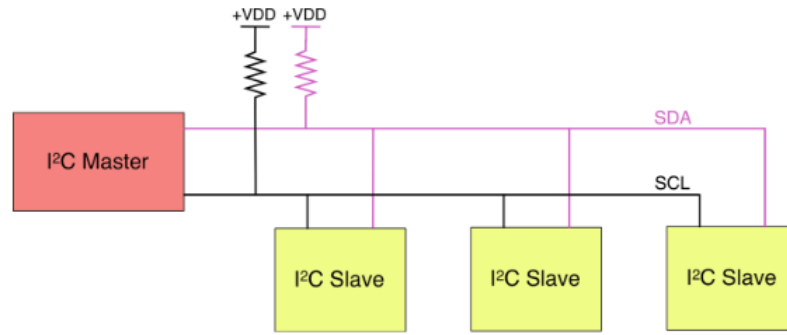 +VDD +VDD
SDA
I²C Master
SCL
I²C Slave I²C Slave I²C Slave